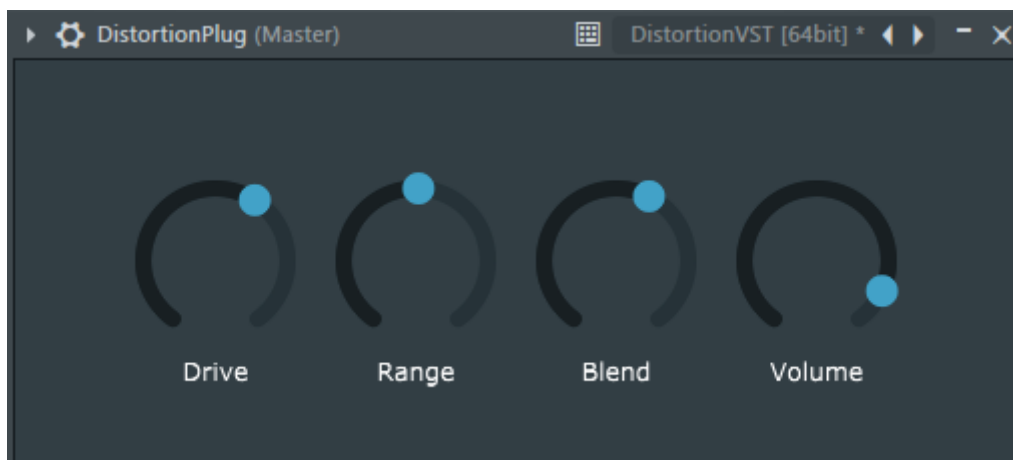 DistortionPlug (Master) DistortionVST [64bit] *
Drive Range Blend Volume